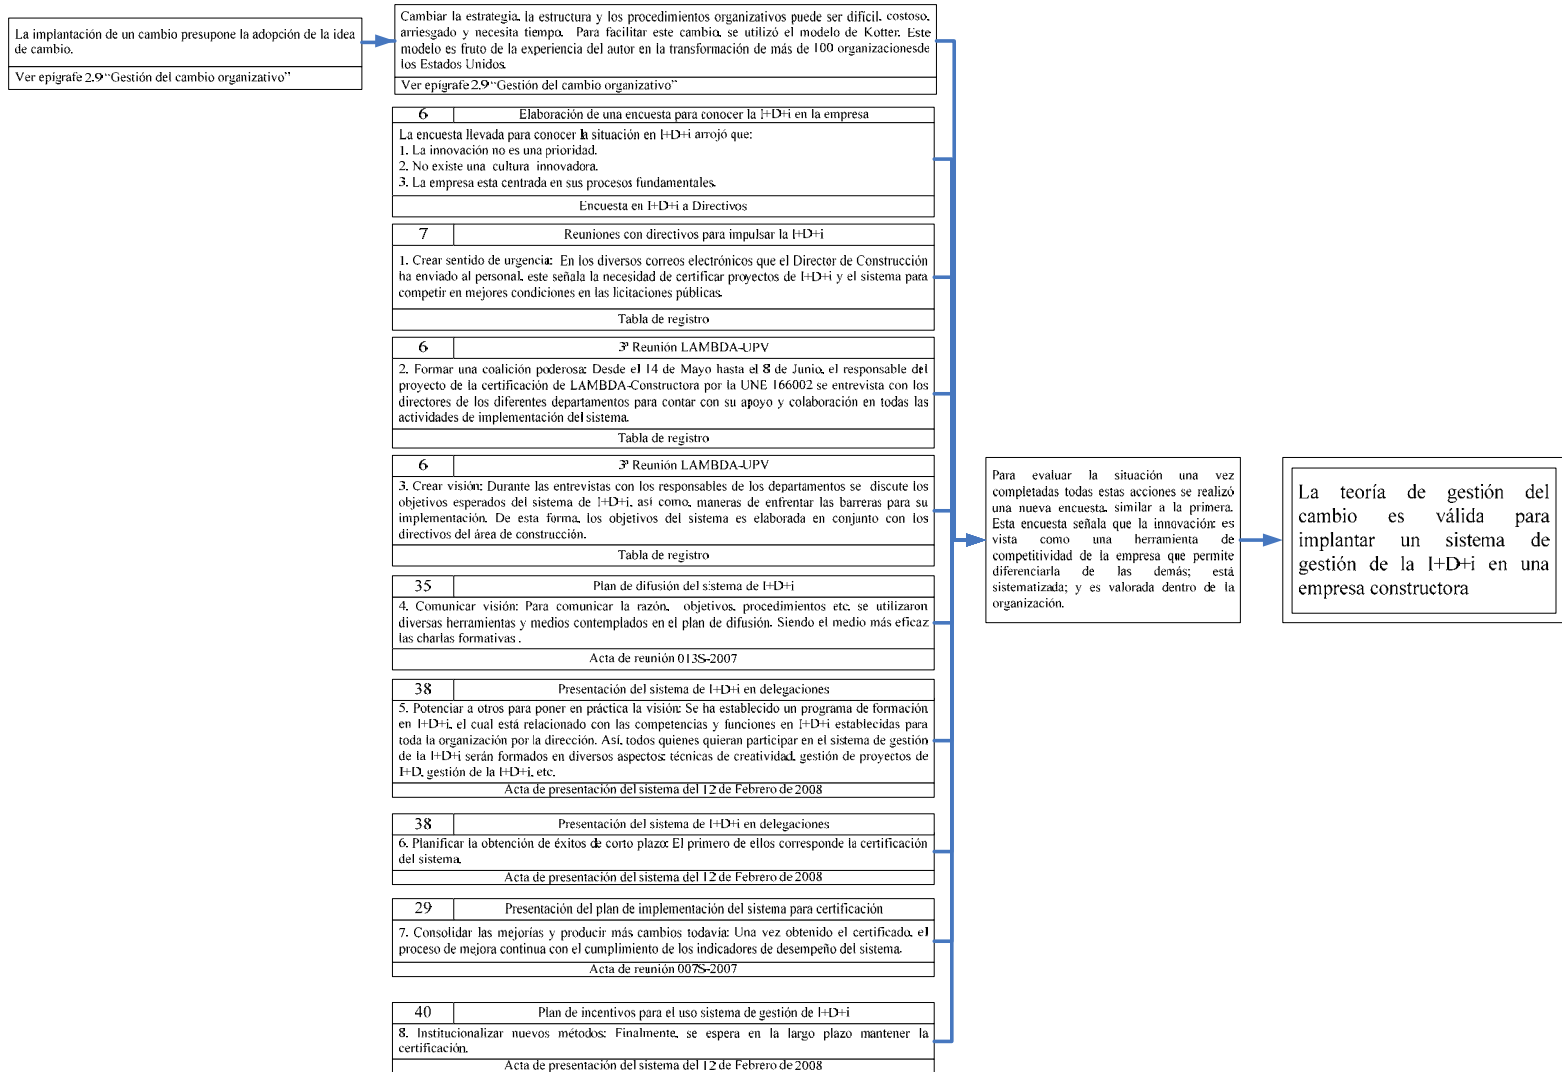 La implantación de un cambio presupone la adopción de la idea
de cambio.
Ver epígrafe 2.9 “Gestión del cambio organizativo”
Cambiar la estrategia, la estructura y los procedimientos organizativos puede ser difícil, costoso,
arriesgado y necesita tiempo. Para facilitar este cambio, se utilizó el modelo de Kotter. Este
modelo es fruto de la experiencia del autor en la transformación de más de 100 organizacionesde
los Estados Unidos.
Ver epígrafe 2.9 “Gestión del cambio organizativo”
6 Elaboración de una encuesta para conocer la I+D+i en la empresa
La encuesta llevada para conocer la situación en I+D+i arrojó que:
1. La innovación no es una prioridad.
2. No existe una cultura innovadora.
3. La empresa esta centrada en sus procesos fundamentales.
Encuesta en I+D+i a Directivos
7 Reuniones con directivos para impulsar la I+D+i
1. Crear sentido de urgencia: En los diversos correos electrónicos que el Director de Construcción
ha enviado al personal, este señala la necesidad de certificar proyectos de I+D+i y el sistema para
competir en mejores condiciones en las licitaciones públicas.
Tabla de registro
6 3ª Reunión LAMBDA-UPV
2. Formar una coalición poderosa: Desde el 14 de Mayo hasta el 8 de Junio, el responsable del
proyecto de la certificación de LAMBDA-Constructora por la UNE 166002 se entrevista con los
directores de los diferentes departamentos para contar con su apoyo y colaboración en todas las
actividades de implementación del sistema.
Tabla de registro
6 3ª Reunión LAMBDA-UPV
3. Crear visión: Durante las entrevistas con los responsables de los departamentos se discute los
objetivos esperados del sistema de I+D+i, así como, maneras de enfrentar las barreras para su
implementación. De esta forma, los objetivos del sistema es elaborada en conjunto con los
directivos del área de construcción.
Tabla de registro
35 Plan de difusión del sistema de I+D+i
4. Comunicar visión: Para comunicar la razón, objetivos, procedimientos etc. se utilizaron
diversas herramientas y medios contemplados en el plan de difusión. Siendo el medio más eficaz
las charlas formativas .
Acta de reunión 013S-2007
38 Presentación del sistema de I+D+i en delegaciones
5. Potenciar a otros para poner en práctica la visión: Se ha establecido un programa de formación
en I+D+i, el cual está relacionado con las competencias y funciones en I+D+i establecidas para
toda la organización por la dirección. Así, todos quienes quieran participar en el sistema de gestión
de la I+D+i serán formados en diversos aspectos: técnicas de creatividad, gestión de proyectos de
I+D, gestión de la I+D+i, etc.
Acta de presentación del sistema del 12 de Febrero de 2008
38 Presentación del sistema de I+D+i en delegaciones
6. Planificar la obtención de éxitos de corto plazo: El primero de ellos corresponde la certificación
del sistema.
Acta de presentación del sistema del 12 de Febrero de 2008
29 Presentación del plan de implementación del sistema para certificación
7. Consolidar las mejorías y producir más cambios todavía: Una vez obtenido el certificado, el
proceso de mejora continua con el cumplimiento de los indicadores de desempeño del sistema.
Acta de reunión 007S-2007
40 Plan de incentivos para el uso sistema de gestión de I+D+i
8. Institucionalizar nuevos métodos: Finalmente, se espera en la largo plazo mantener la
certificación.
Acta de presentación del sistema del 12 de Febrero de 2008
Para evaluar la situación una vez
completadas todas estas acciones se realizó
una nueva encuesta, similar a la primera.
Esta encuesta señala que la innovación: es
vista como una herramienta de
competitividad de la empresa que permite
diferenciarla de las demás; está
sistematizada; y es valorada dentro de la
organización.
La teoría de gestión del
cambio es válida para
implantar un sistema de
gestión de la I+D+i en una
empresa constructora